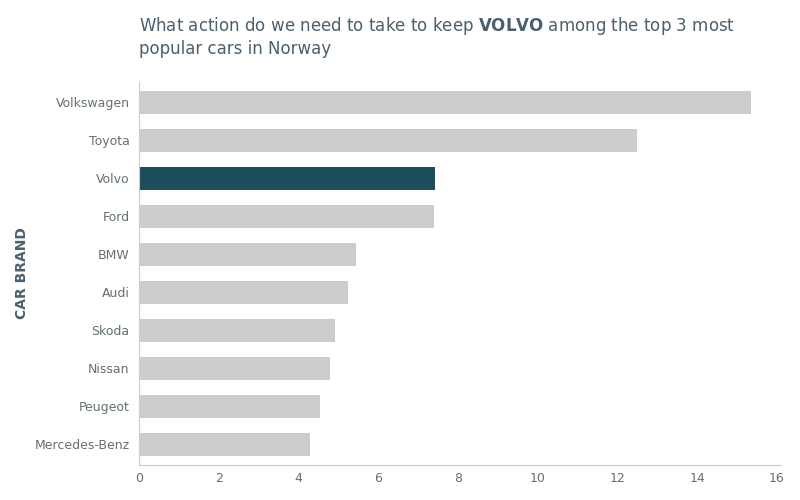 What action do we need to take to keep VOLVO among the top 3 most
popular cars in Norway
CAR BRAND
Volkswagen
Toyota
Volvo
Ford
BMW
Audi
Skoda
Nissan
Peugeot
Mercedes-Benz
0 2 4 6 8 10 12 14 16